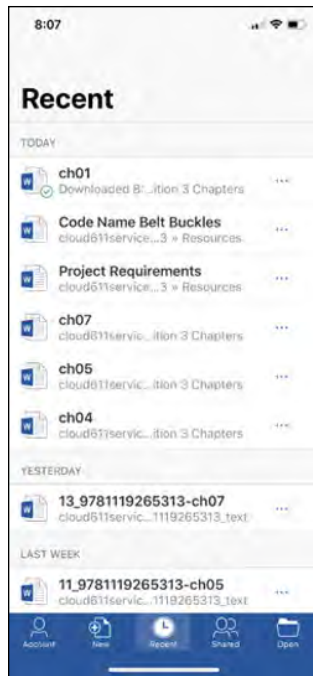 8:07
Recent
TODAY
ch01
Downloaded 8:...ition 3 Chapters
Code Name Belt Buckles
cloud611service...3 » Resources
Project Requirements
cloud611service...3 » Resources
ch07
cloud611servic...ition 3 Chapters
ch05
cloud611servic...ition 3 Chapters
ch04
cloud611servic...ition 3 Chapters
YESTERDAY
13_9781119265313-ch07
cloud611servic...1119265313_text
LAST WEEK
11_9781119265313-ch05
cloud611servic...1119265313_text
Account
New
Recent
Shared
Open